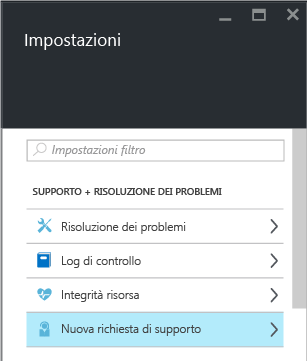 Impostazioni
Impostazioni filtro
SUPPORTO + RISOLUZIONE DEI PROBLEMI
Risoluzione dei problemi
Log di controllo
Integrità risorsa
Nuova richiesta di supporto